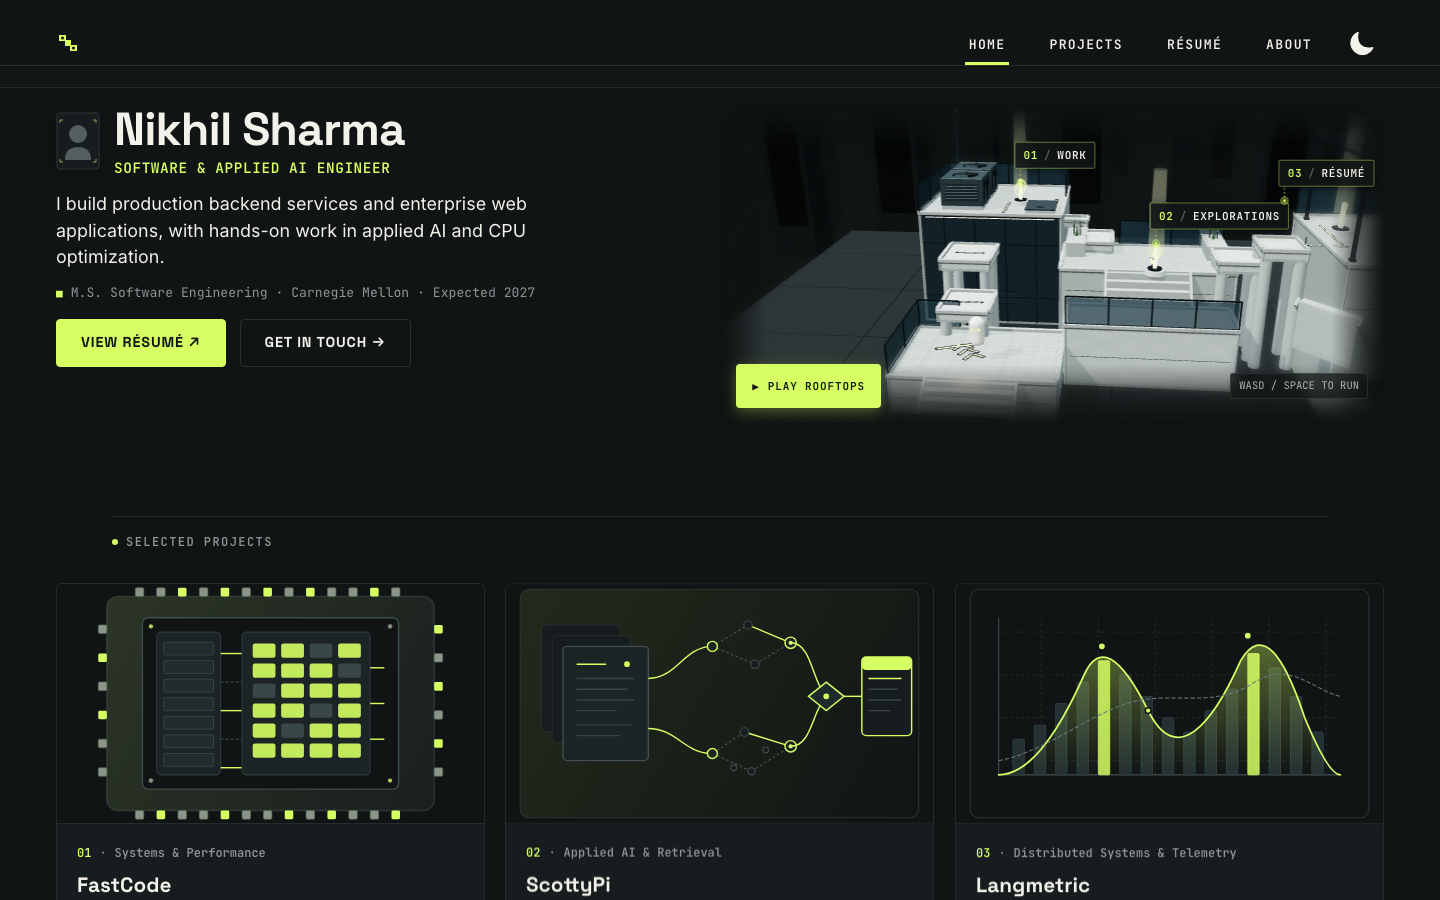 HOME
PROJECTS
RÉSUMÉ
ABOUT
Nikhil Sharma
SOFTWARE & APPLIED AI ENGINEER
I build production backend services and enterprise web
applications, with hands-on work in applied AI and CPU
optimization.
M.S. Software Engineering · Carnegie Mellon · Expected 2027
VIEW RÉSUMÉ ↗
GET IN TOUCH →
01 / WORK
03 / RÉSUMÉ
02 / EXPLORATIONS
▶ PLAY ROOFTOPS
WASD / SPACE TO RUN
SELECTED PROJECTS
01 · Systems & Performance
FastCode
02 · Applied AI & Retrieval
ScottyPi
03 · Distributed Systems & Telemetry
Langmetric